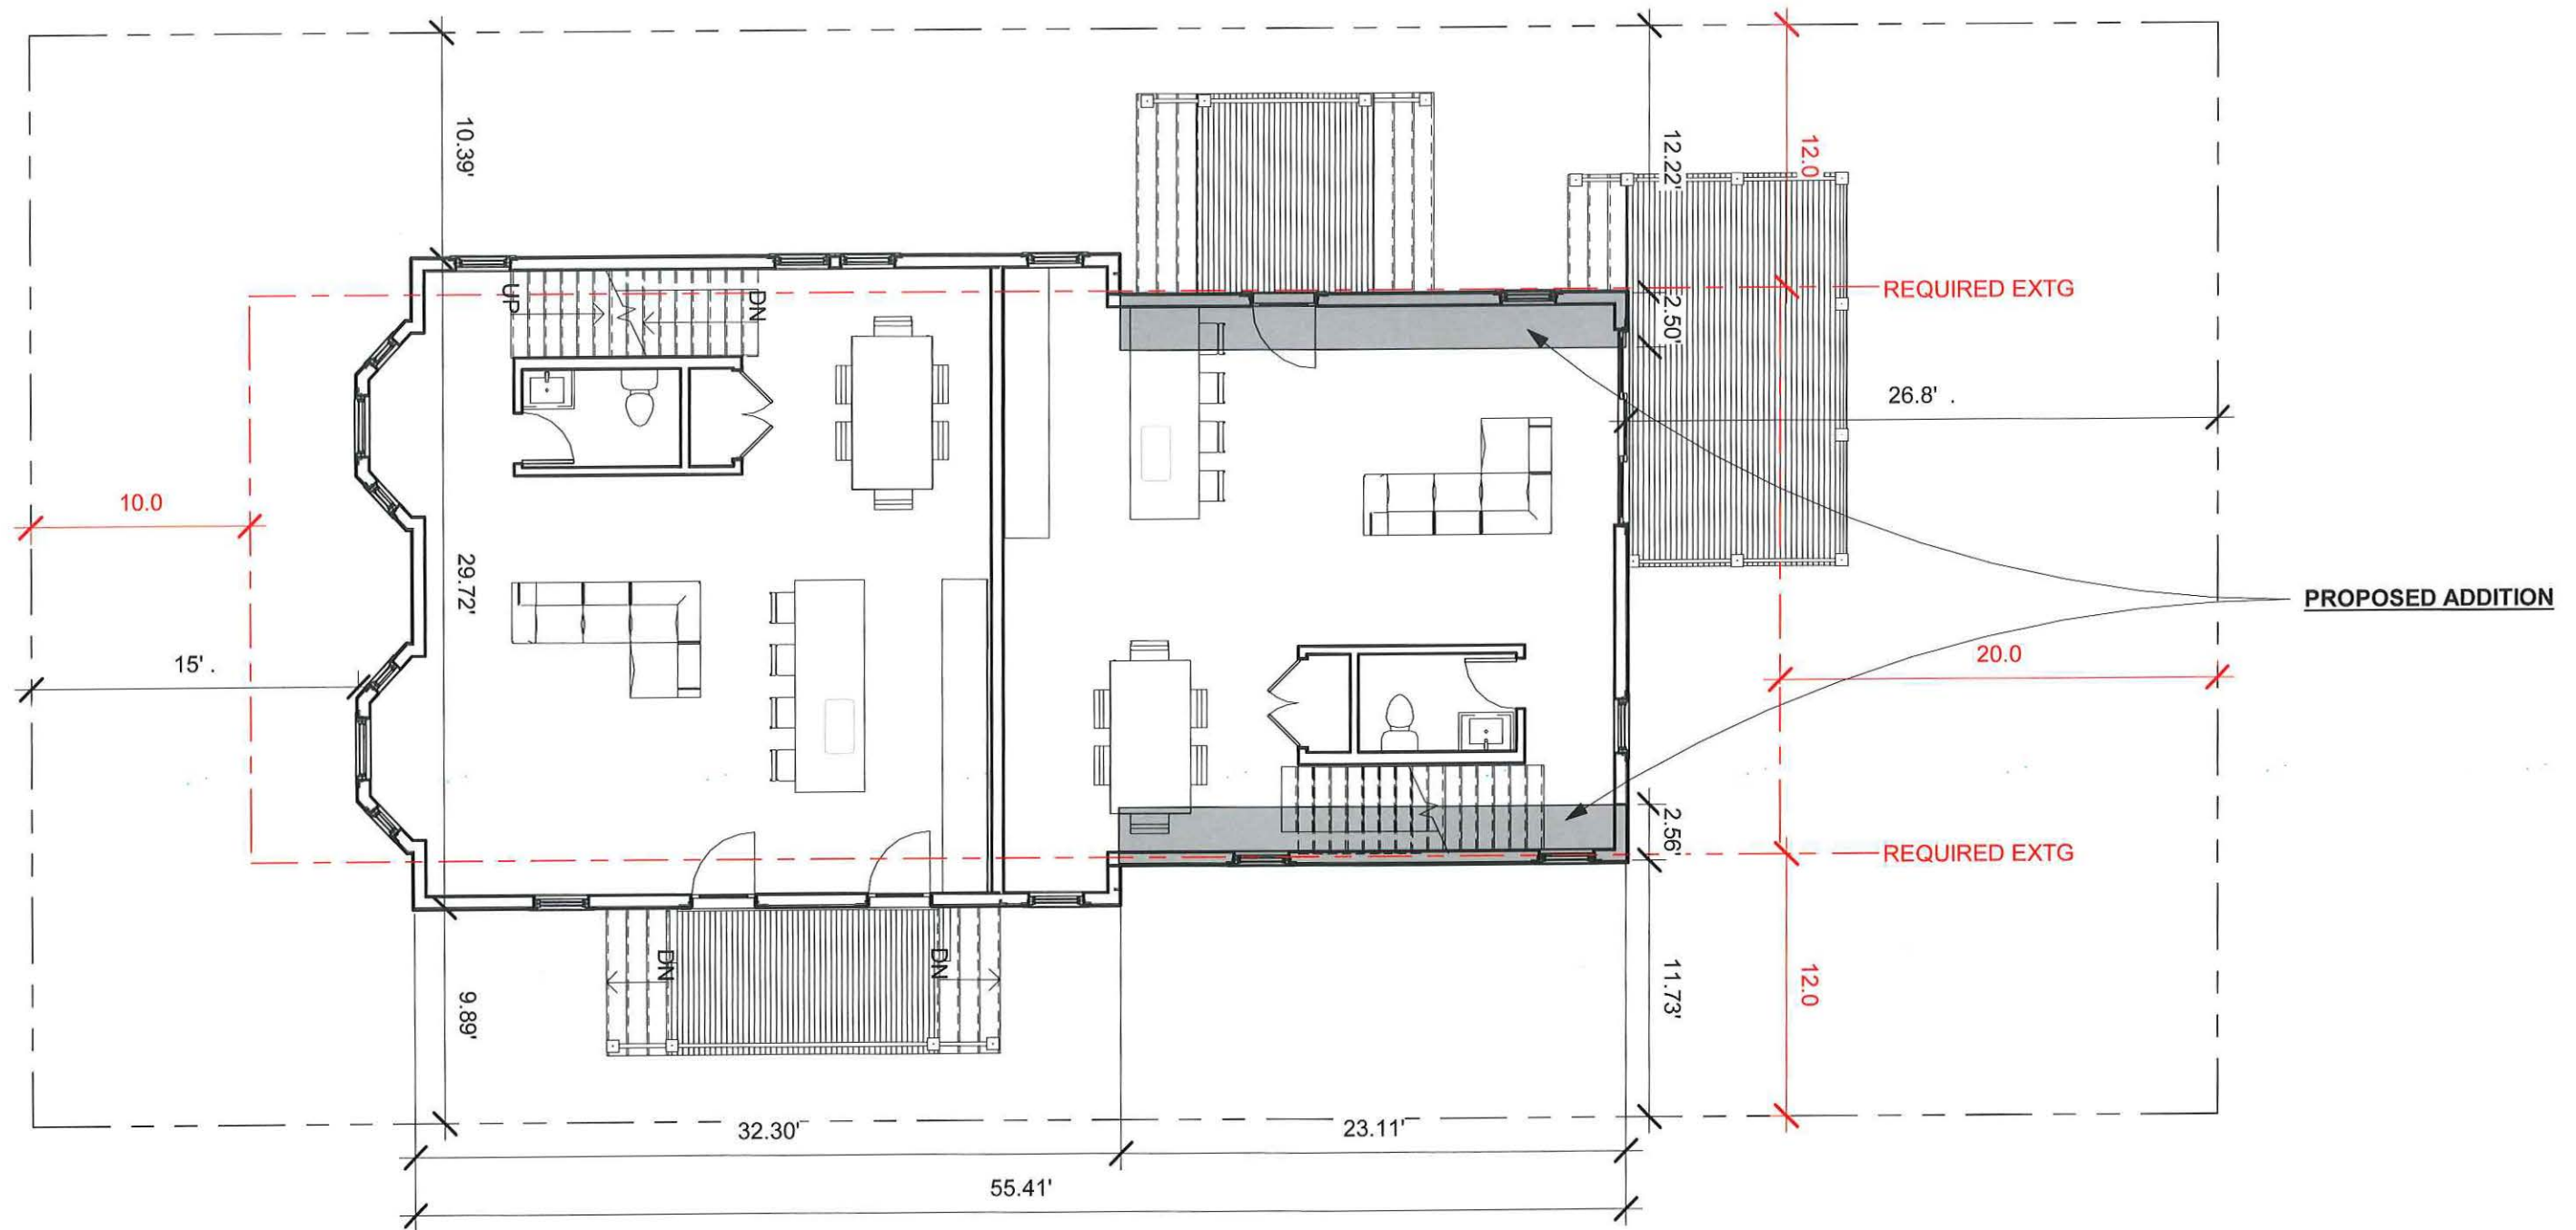 10.39'
12.22'
12.0
UP
DN
REQUIRED EXTG
2.50'
26.8' .
10.0
29.72'
PROPOSED ADDITION
15' .
20.0
2.56'
REQUIRED EXTG
DN
DN
9.89'
11.73'
12.0
32.30'
23.11'
55.41'